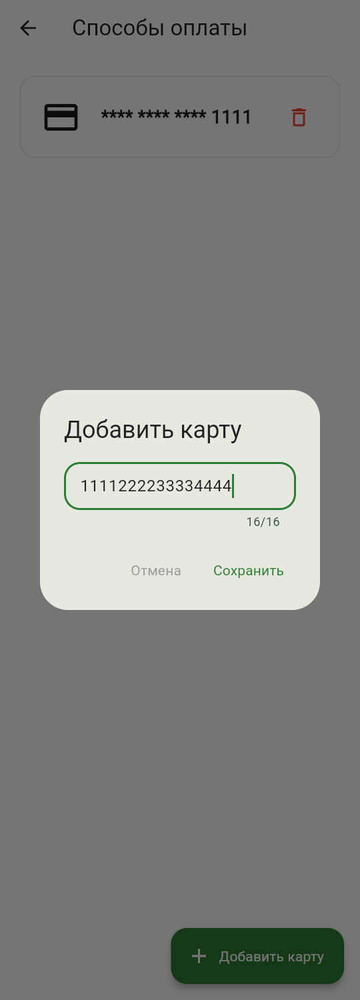 Способы оплаты
**** **** **** 1111
Добавить карту
1111222233334444
16/16
Отмена
Сохранить
Добавить карту